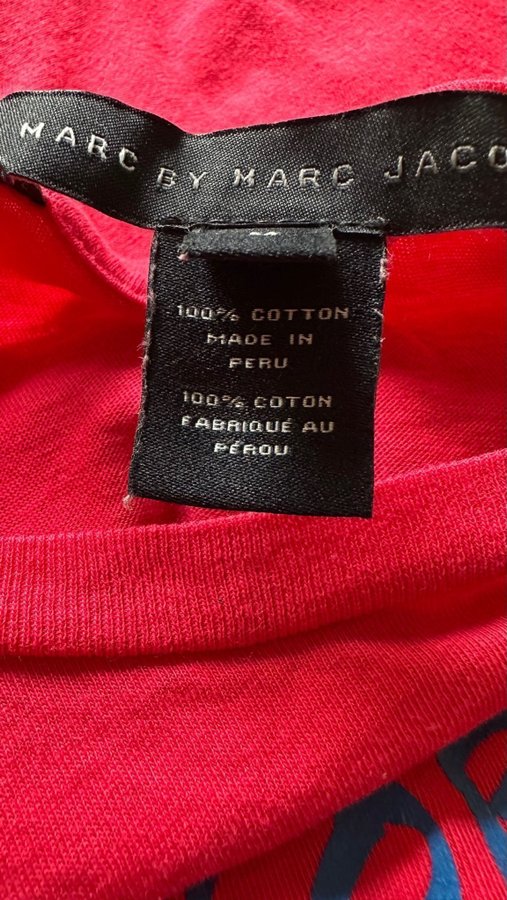 MARC BY MARC JACO
100% COTTON
MADE IN
PERU
100% COTON
FABRIQUÉ AU
PÉROU